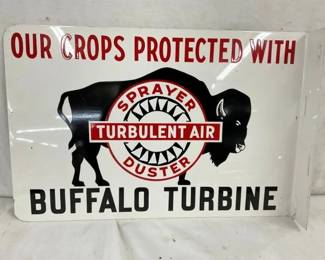 OUR CROPS PROTECTED WITH
SPRAYER
TURBULENT AIR
DUSTER
BUFFALO TURBINE